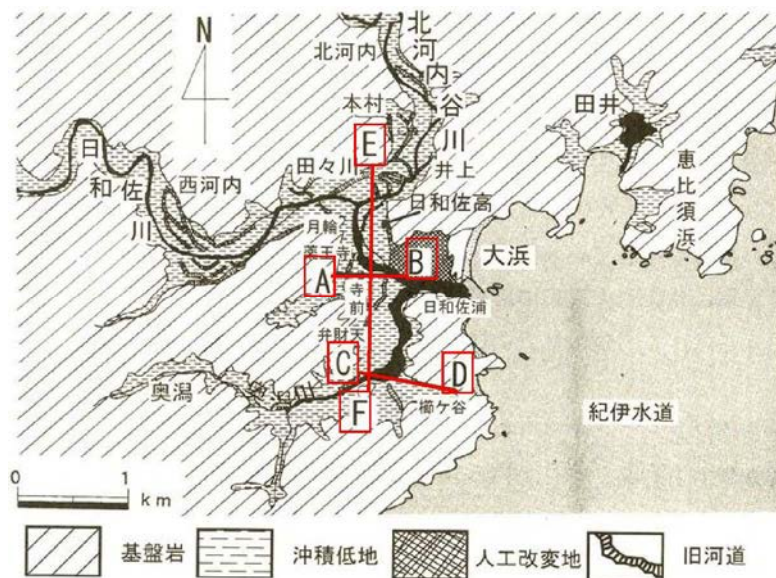 N
北河内谷川
北河内
本村
田井
E
恵比須浜
日和佐川
田々川
井上
西河内
日和佐高
月輪
薬王寺
大浜
B
A
寺前
日和佐浦
弁財天
C
D
奥潟
奥潟川
F
櫛ケ谷
紀伊水道
0 1
km
基盤岩
沖積低地
人工改変地
旧河道